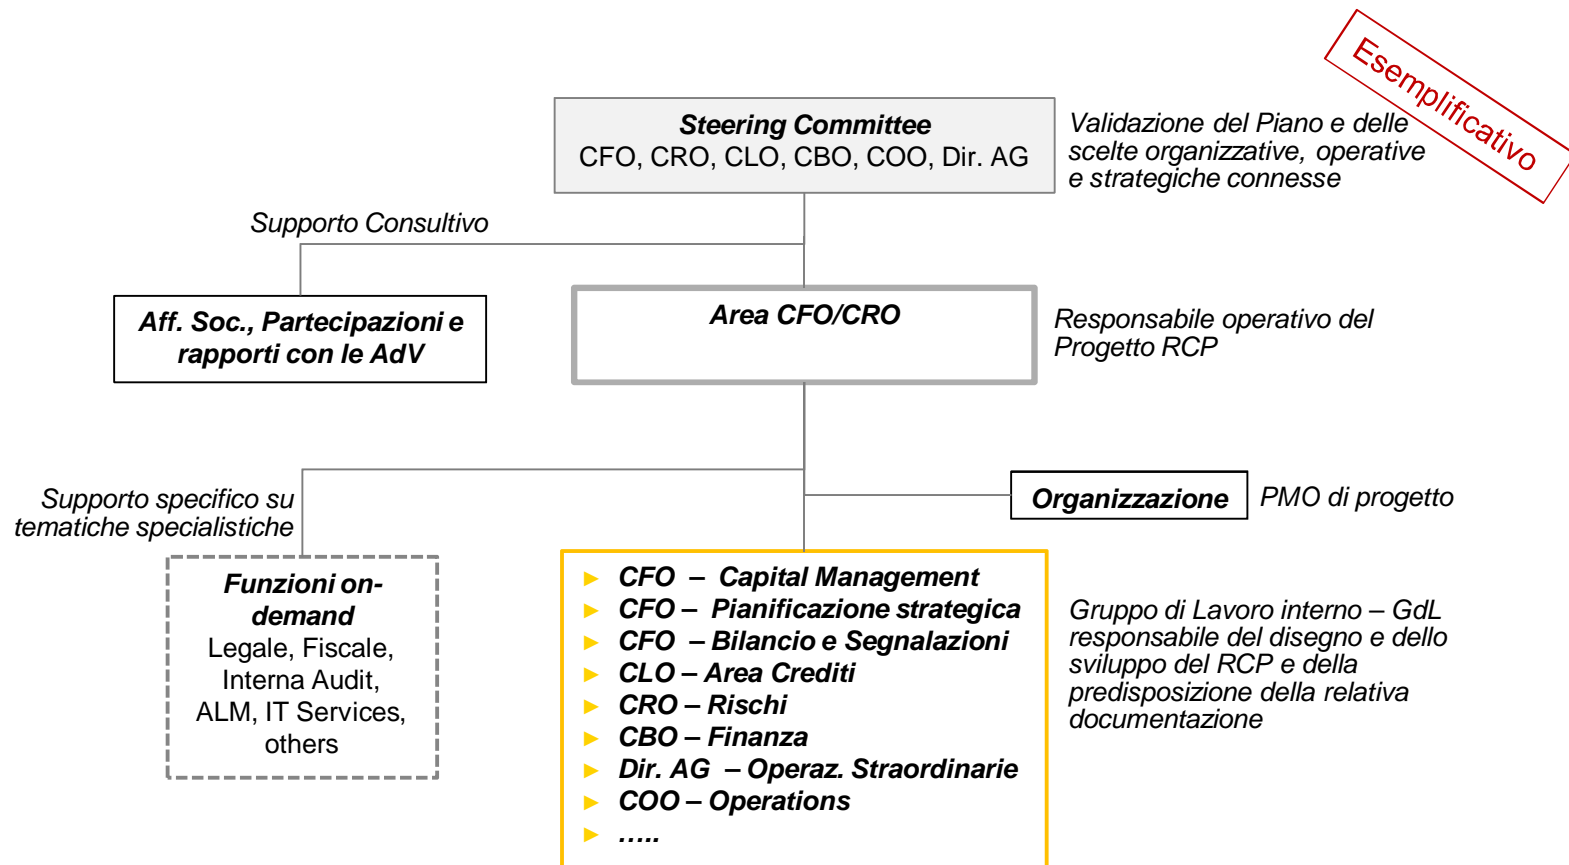 Esemplificativo
Steering Committee
CFO, CRO, CLO, CBO, COO, Dir. AG
Validazione del Piano e delle
scelte organizzative, operative
e strategiche connesse
Supporto Consultivo
Aff. Soc., Partecipazioni e
rapporti con le AdV
Area CFO/CRO
Responsabile operativo del
Progetto RCP
Supporto specifico su
tematiche specialistiche
Organizzazione
PMO di progetto
Funzioni on-
demand
Legale, Fiscale,
Interna Audit,
ALM, IT Services,
others
► CFO – Capital Management
► CFO – Pianificazione strategica
► CFO – Bilancio e Segnalazioni
► CLO – Area Crediti
► CRO – Rischi
► CBO – Finanza
► Dir. AG – Operaz. Straordinarie
► COO – Operations
► …..
Gruppo di Lavoro interno – GdL
responsabile del disegno e dello
sviluppo del RCP e della
predisposizione della relativa
documentazione